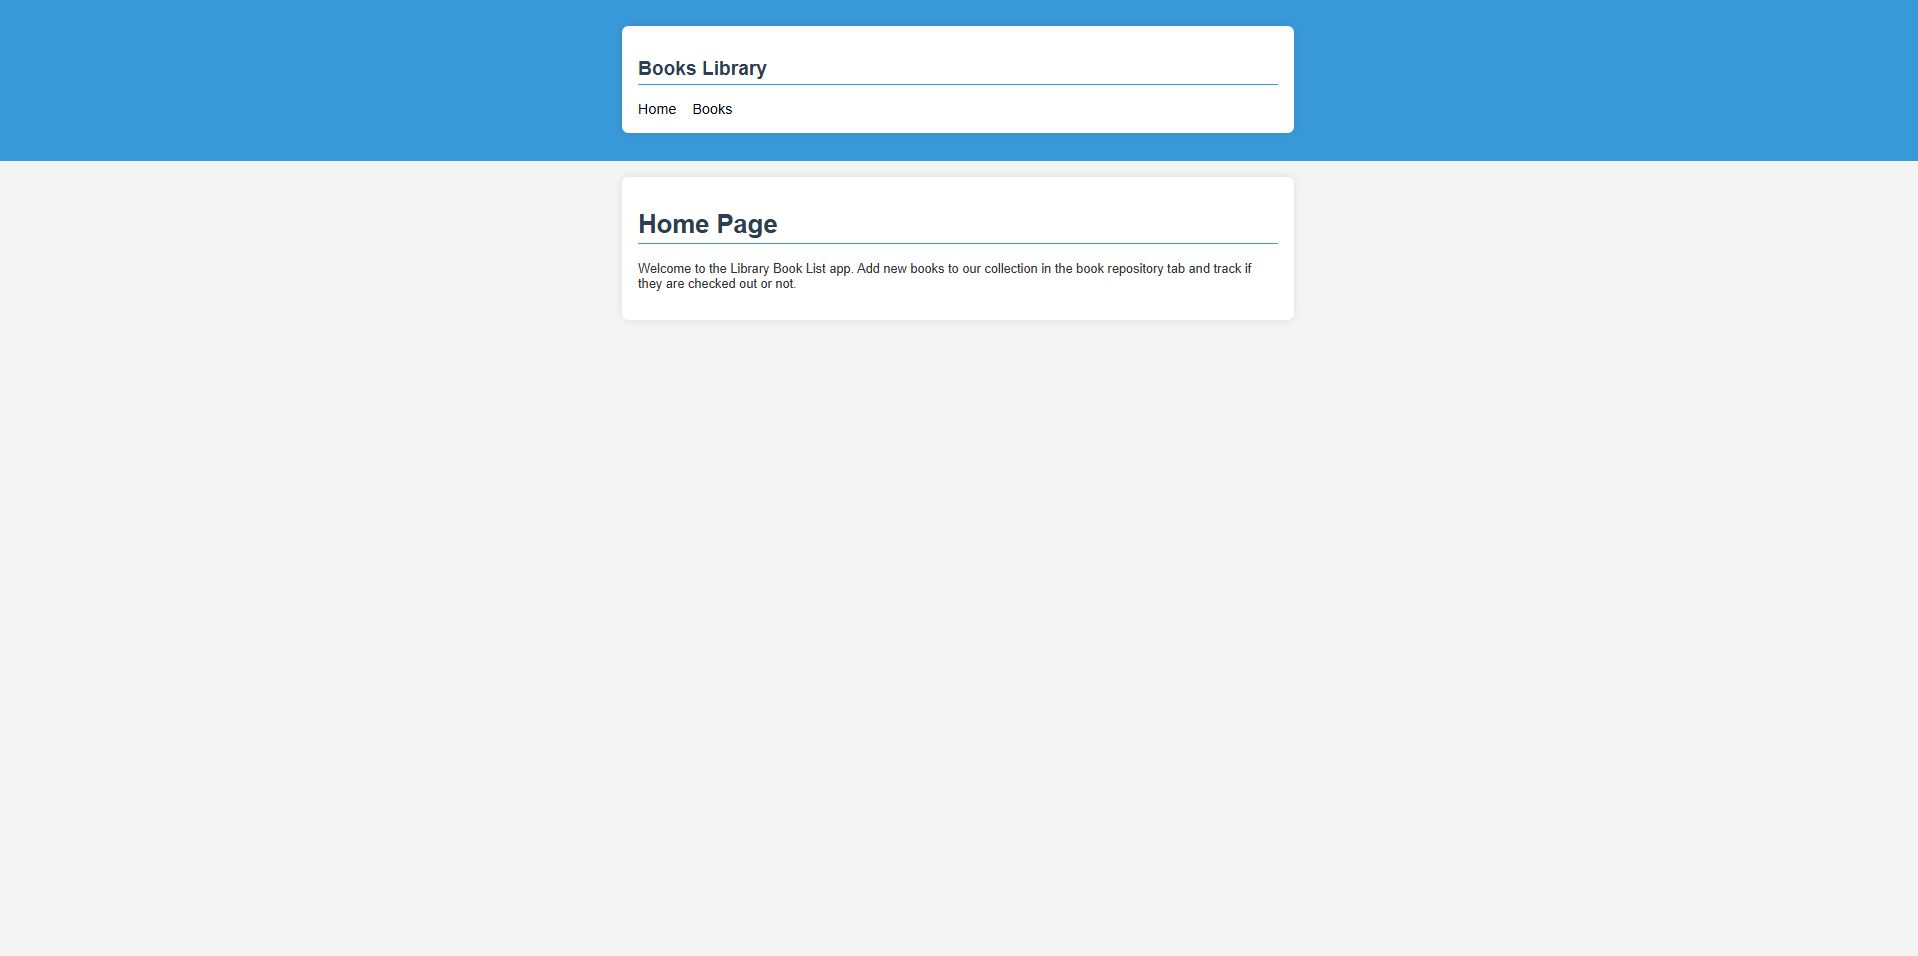 Books Library
Home Books
Home Page
Welcome to the Library Book List app. Add new books to our collection in the book repository tab and track if
they are checked out or not.